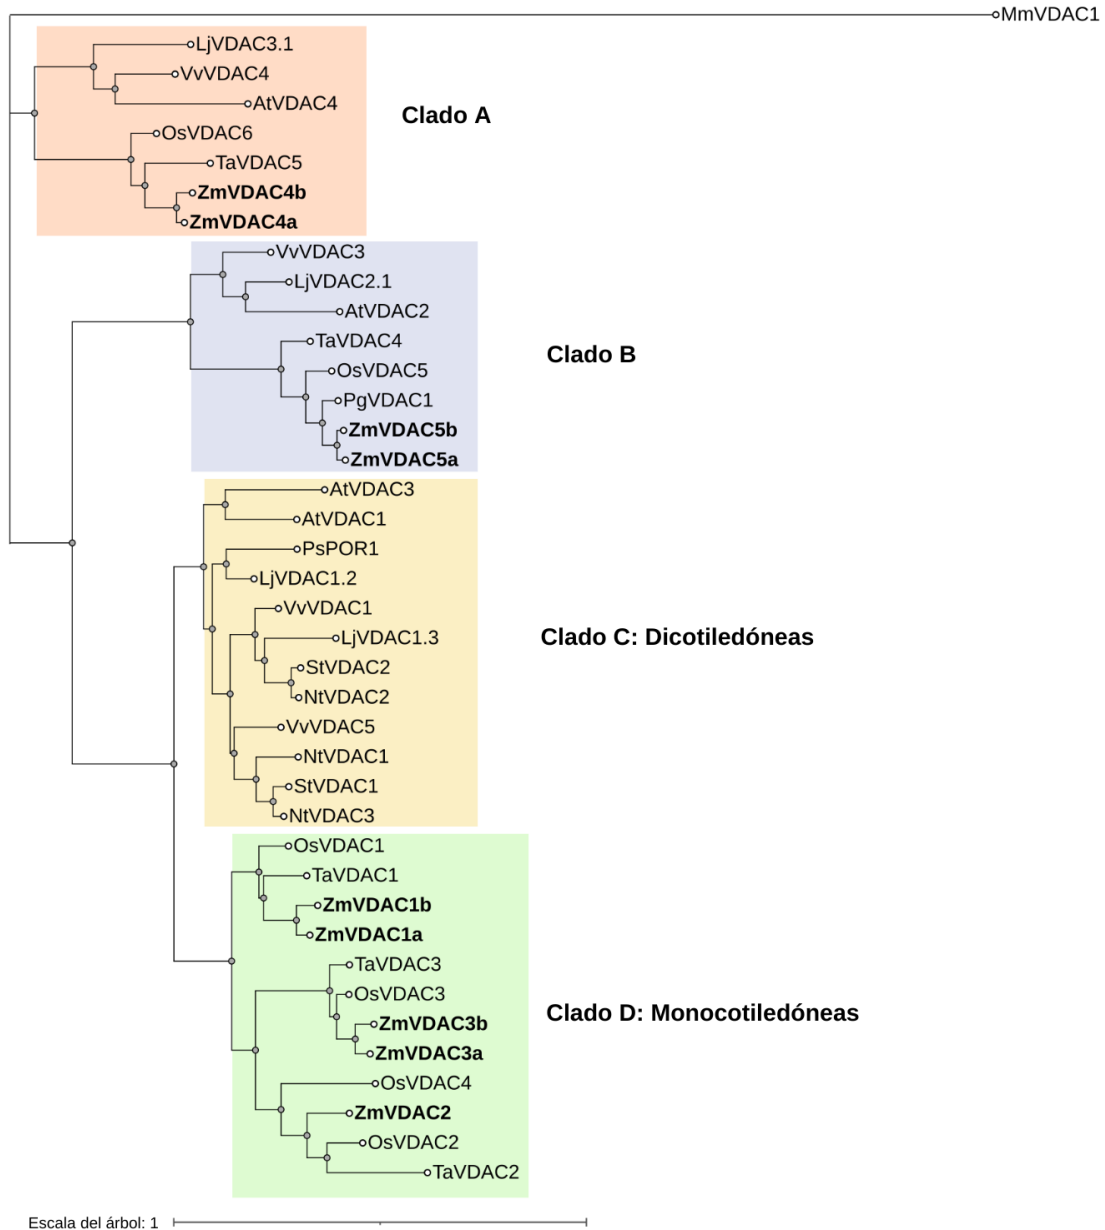 MmVDAC1
LjVDAC3.1
VvVDAC4
AtVDAC4
Clado A
OsVDAC6
TaVDAC5
ZmVDAC4b
ZmVDAC4a
VvVDAC3
LjVDAC2.1
AtVDAC2
TaVDAC4
Clado B
OsVDAC5
PgVDAC1
ZmVDAC5b
ZmVDAC5a
AtVDAC3
AtVDAC1
PsPOR1
LjVDAC1.2
VvVDAC1
LjVDAC1.3
Clado C: Dicotiledóneas
StVDAC2
NtVDAC2
VvVDAC5
NtVDAC1
StVDAC1
NtVDAC3
OsVDAC1
TaVDAC1
ZmVDAC1b
ZmVDAC1a
TaVDAC3
OsVDAC3
Clado D: Monocotiledóneas
ZmVDAC3b
ZmVDAC3a
OsVDAC4
ZmVDAC2
OsVDAC2
TaVDAC2
Escala del árbol: 1